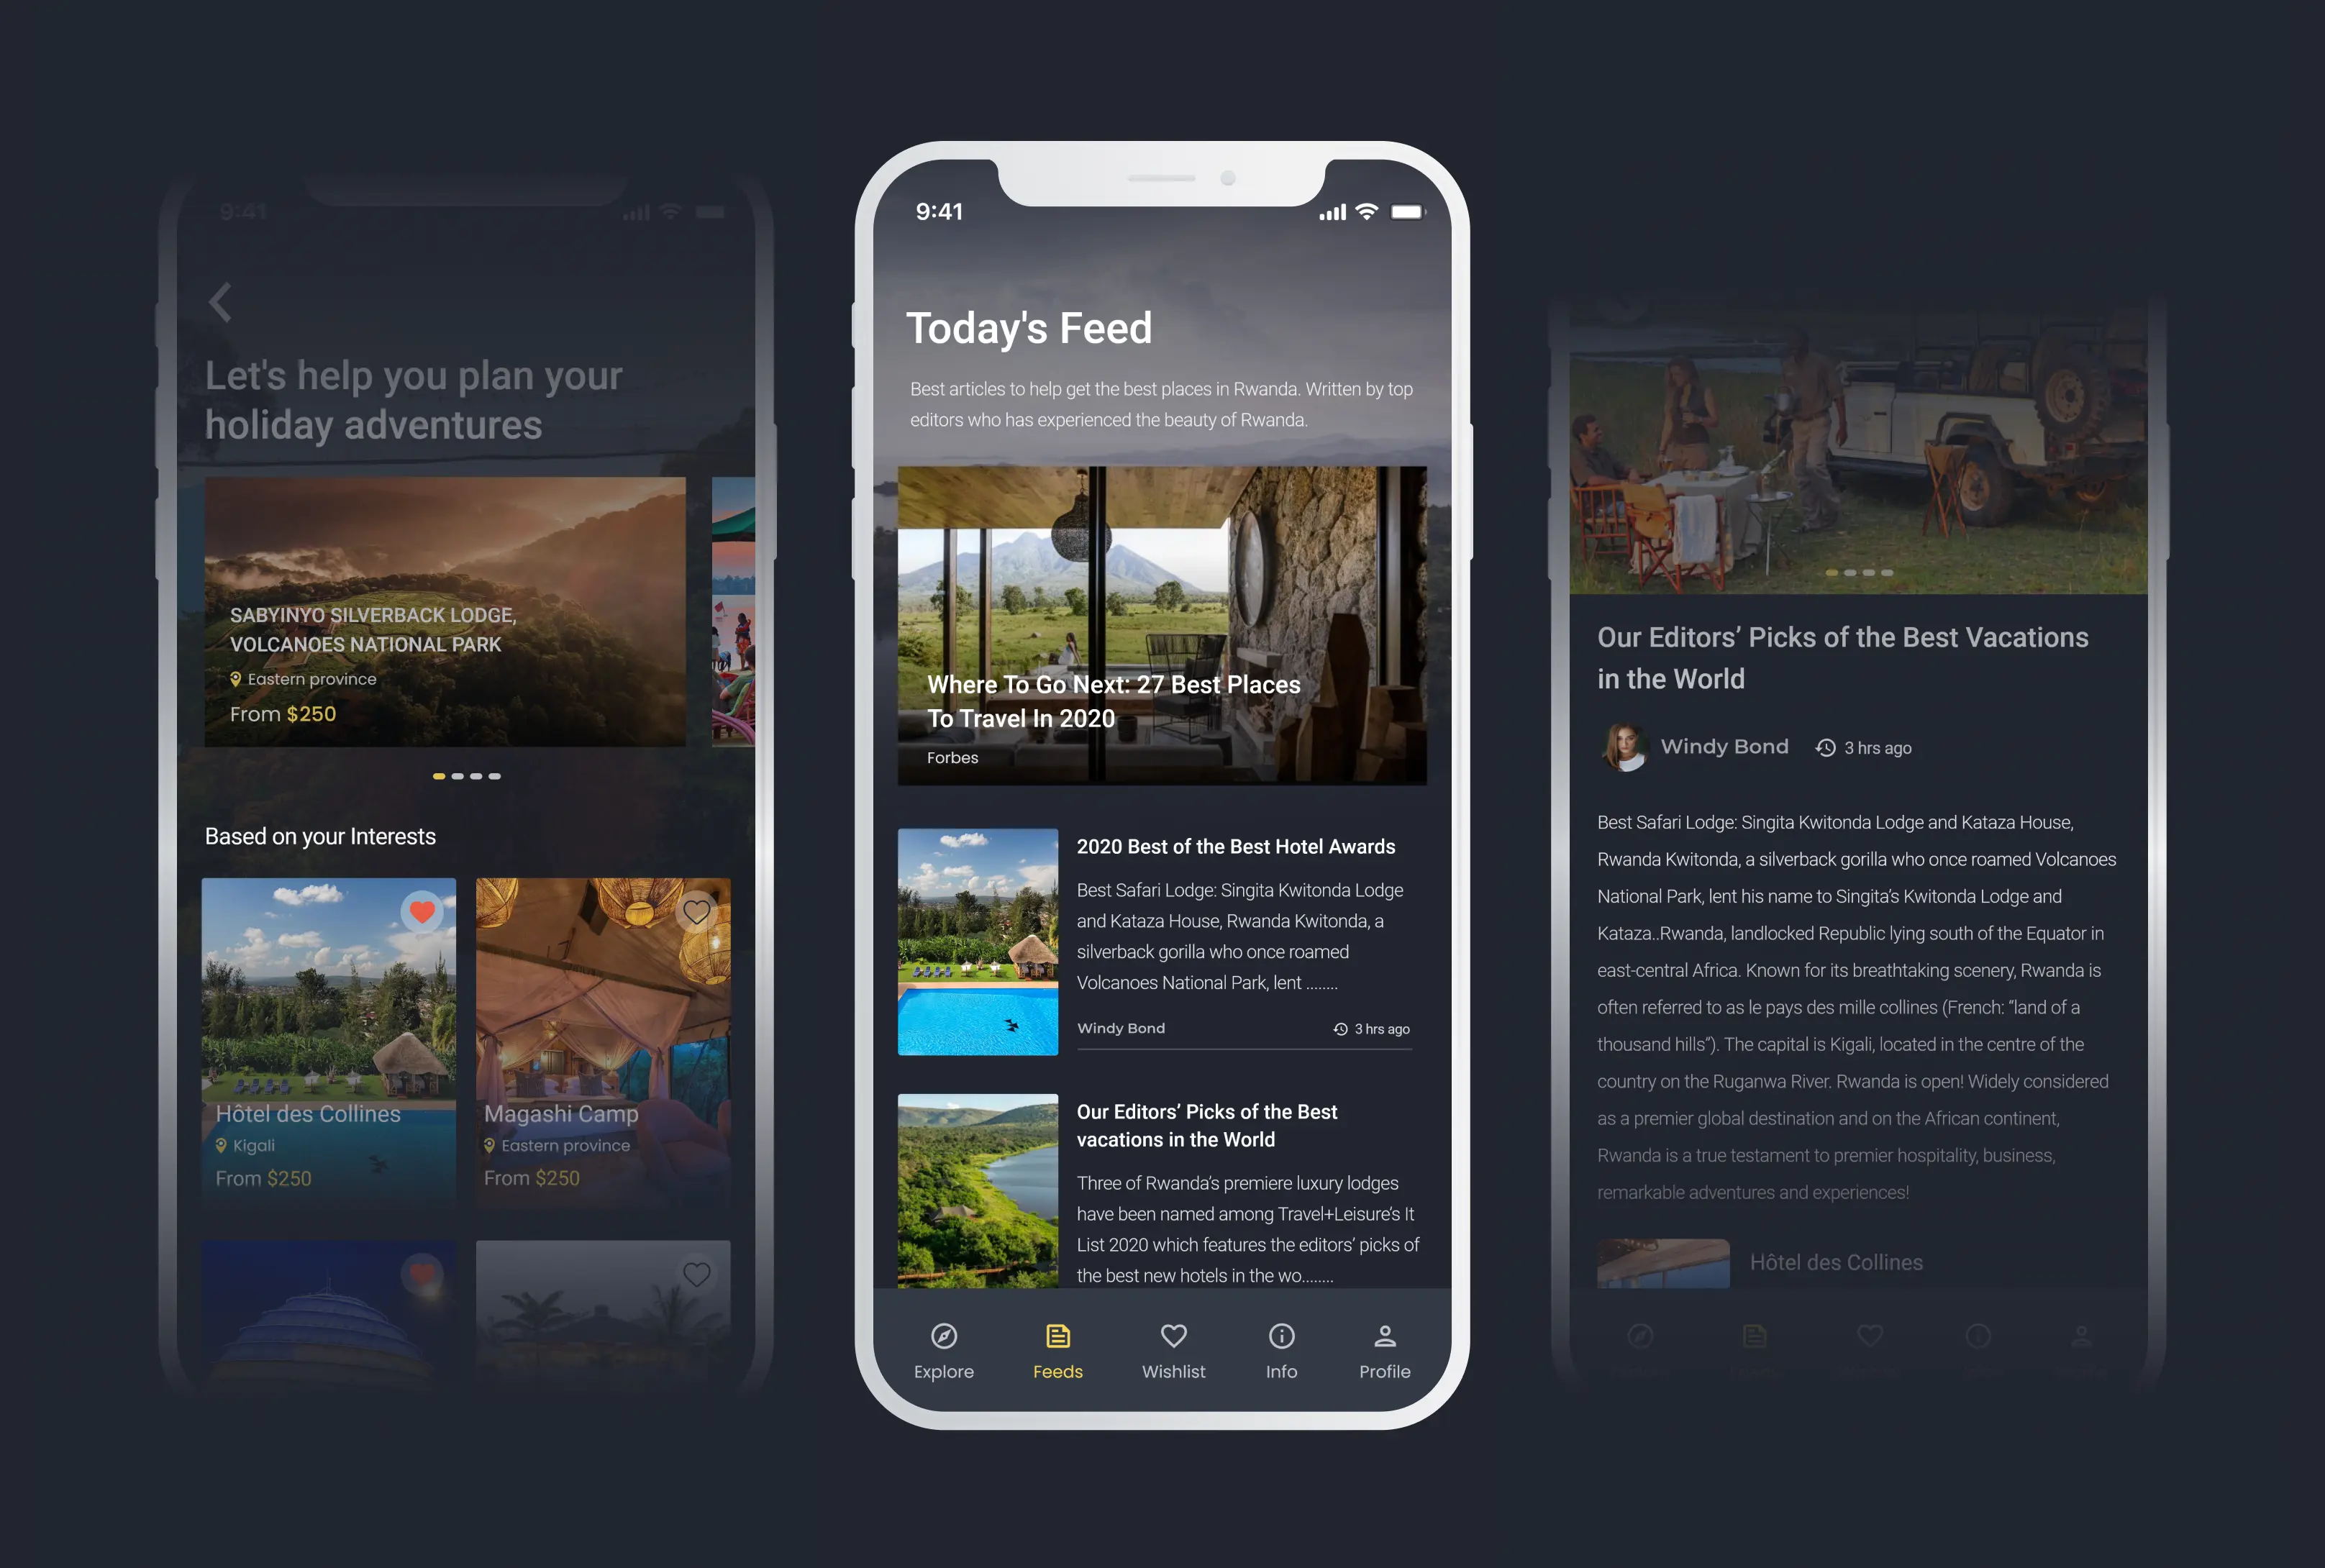 9:41
Let's help you plan your
holiday adventures
SABYINYO SILVERBACK LODGE,
VOLCANOES NATIONAL PARK
Eastern province
From $250
Based on your Interests
Hôtel des Collines
Kigali
From $250
Magashi Camp
Eastern province
From $250
9:41
Today's Feed
Best articles to help get the best places in Rwanda. Written by top
editors who has experienced the beauty of Rwanda.
Where To Go Next: 27 Best Places
To Travel In 2020
Forbes
2020 Best of the Best Hotel Awards
Best Safari Lodge: Singita Kwitonda Lodge
and Kataza House, Rwanda Kwitonda, a
silverback gorilla who once roamed
Volcanoes National Park, lent ........
Windy Bond
3 hrs ago
Our Editors’ Picks of the Best
vacations in the World
Three of Rwanda’s premiere luxury lodges
have been named among Travel+Leisure’s It
List 2020 which features the editors’ picks of
the best new hotels in the wo........
Explore
Feeds
Wishlist
Info
Profile
Our Editors’ Picks of the Best Vacations
in the World
Windy Bond
3 hrs ago
Best Safari Lodge: Singita Kwitonda Lodge and Kataza House,
Rwanda Kwitonda, a silverback gorilla who once roamed Volcanoes
National Park, lent his name to Singita’s Kwitonda Lodge and
Kataza..Rwanda, landlocked Republic lying south of the Equator in
east-central Africa. Known for its breathtaking scenery, Rwanda is
often referred to as le pays des mille collines (French: “land of a
thousand hills”). The capital is Kigali, located in the centre of the
country on the Ruganwa River. Rwanda is open! Widely considered
as a premier global destination and on the African continent,
Rwanda is a true testament to premier hospitality, business,
remarkable adventures and experiences!
Hôtel des Collines